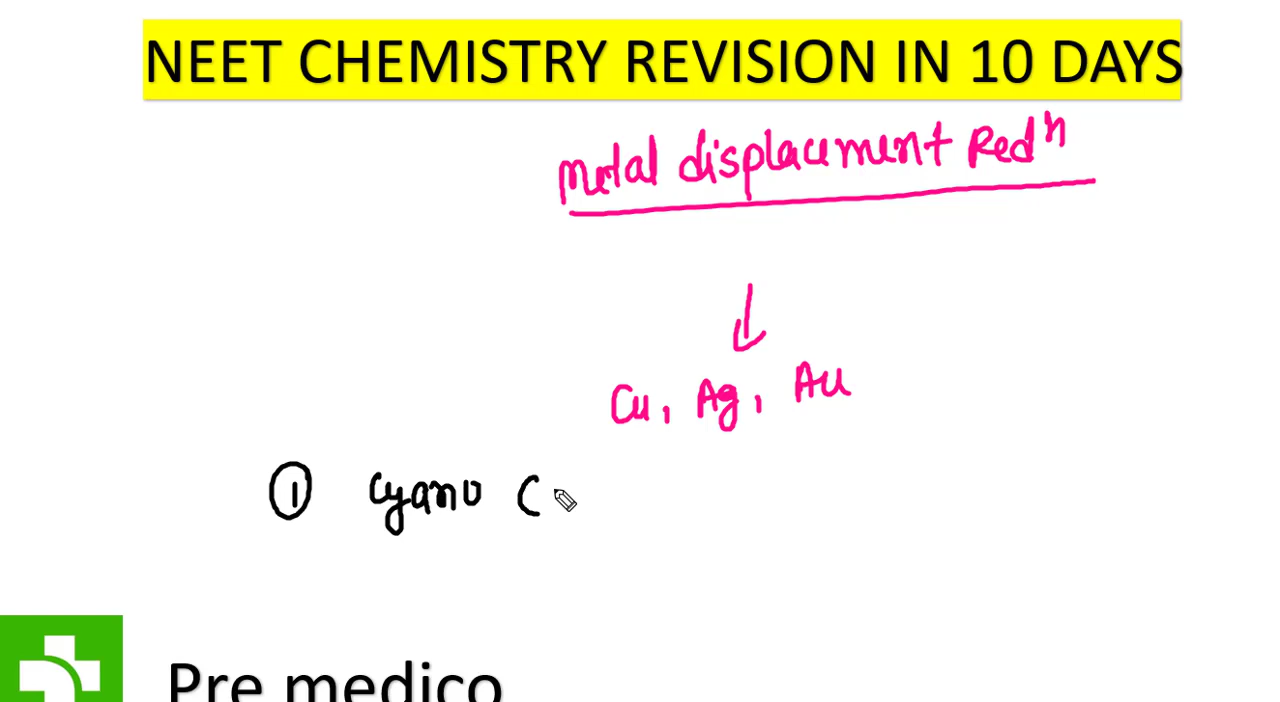 NEET CHEMISTRY REVISION IN 10 DAYS
Metal displacement Redⁿ
Cu, Ag, Au
① Cyano C
Pre medico